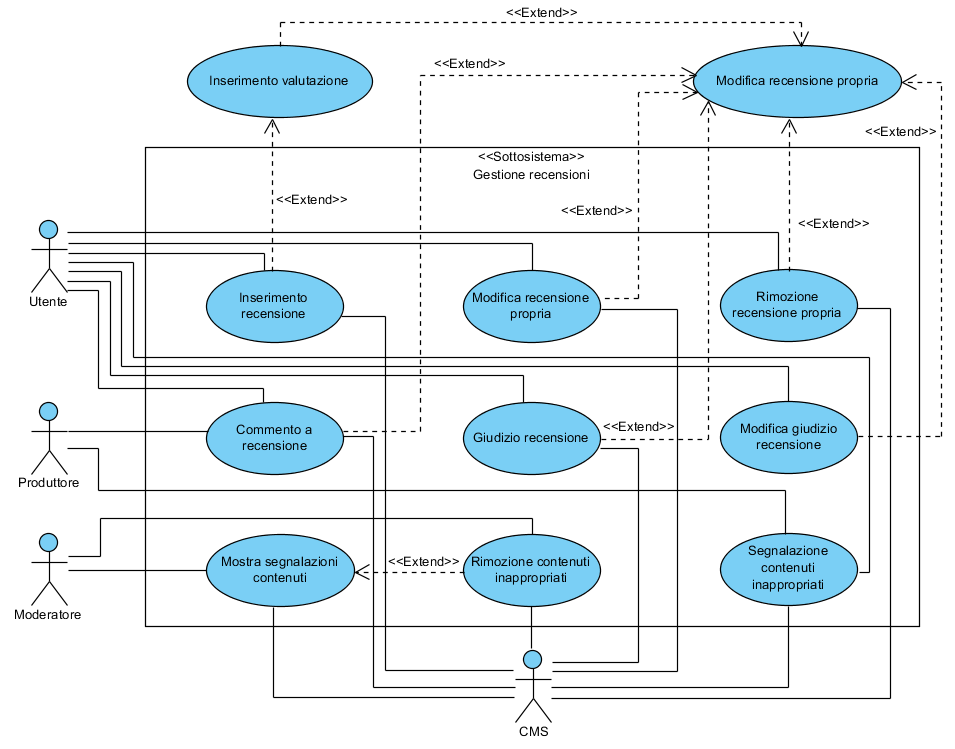 <<Extend>>
<<Extend>>
Inserimento valutazione
Modifica recensione propria
<<Extend>>
<<Sottosistema>>
Gestione recensioni
<<Extend>>
<<Extend>>
<<Extend>>
Utente
Inserimento
recensione
Modifica recensione
propria
Rimozione
recensione propria
Commento a
recensione
Giudizio recensione
<<Extend>>
Modifica giudizio
recensione
Produttore
Mostra segnalazioni
contenuti
<<Extend>>
Rimozione contenuti
inappropriati
Segnalazione
contenuti
inappropriati
Moderatore
CMS